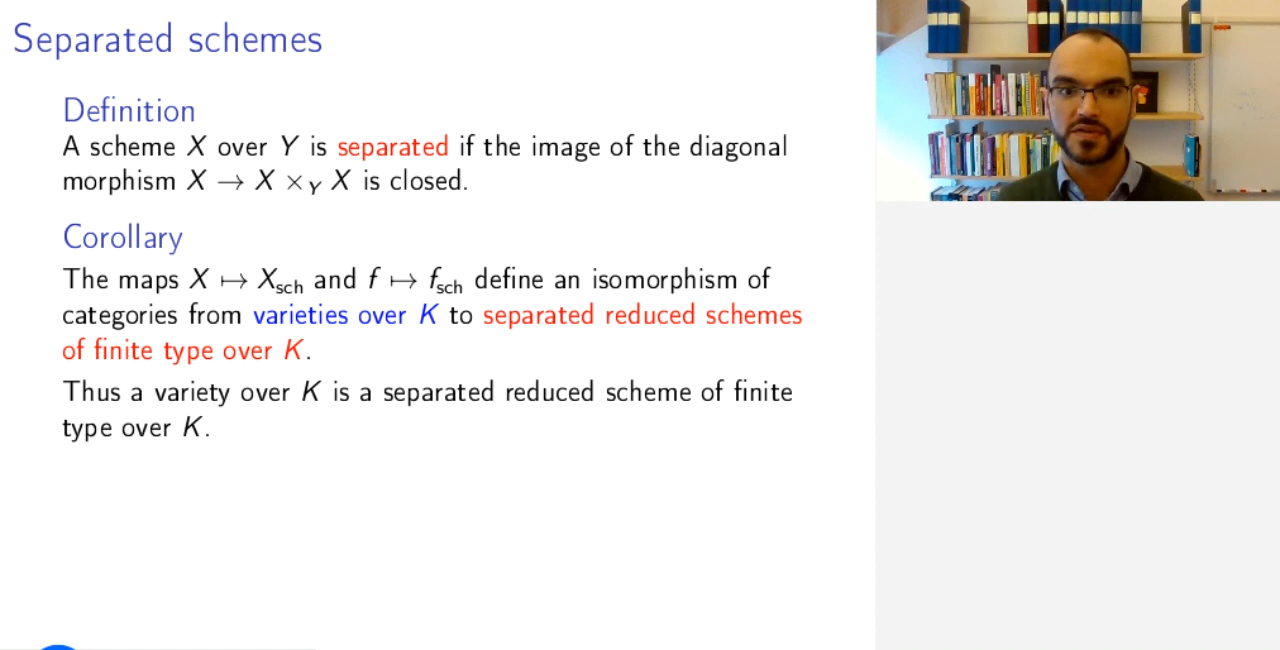 Separated schemes
Definition
A scheme X over Y is separated if the image of the diagonal
morphism X → X ×_Y X is closed.
Corollary
The maps X ↦ X_sch and f ↦ f_sch define an isomorphism of
categories from varieties over K to separated reduced schemes
of finite type over K.
Thus a variety over K is a separated reduced scheme of finite
type over K.